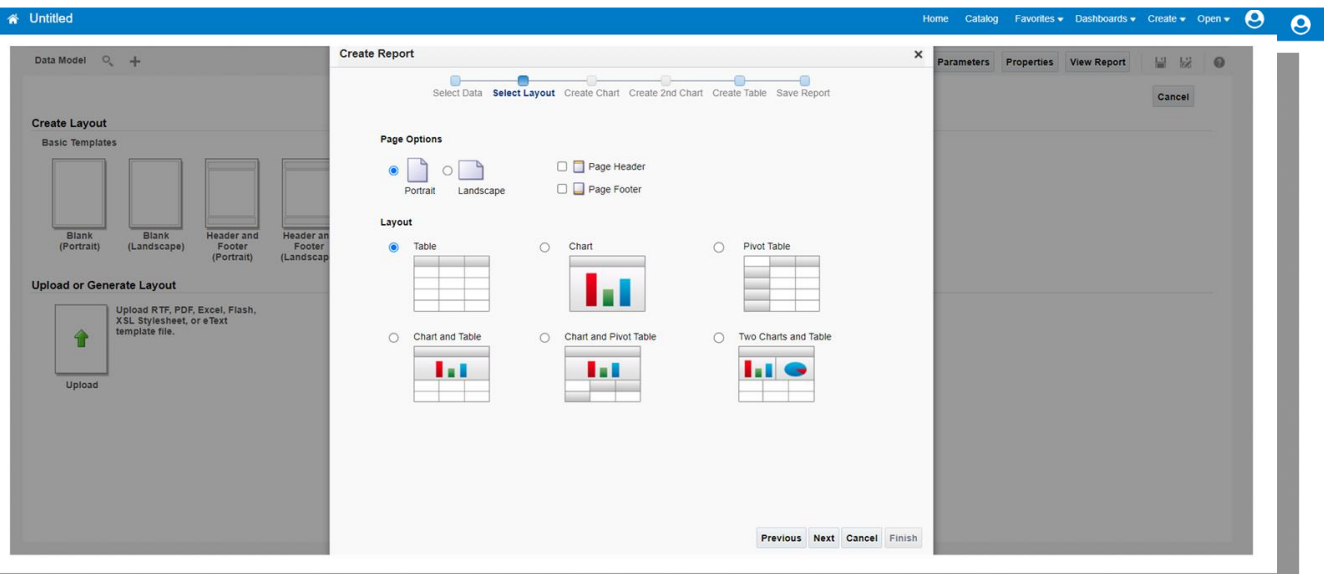 Untitled
Home Catalog Favorites Dashboards Create Open
Data Model
Create Report
Parameters Properties View Report
Select Data Select Layout Create Chart Create 2nd Chart Create Table Save Report
Cancel
Create Layout
Basic Templates
Page Options
Page Header
Portrait Landscape
Page Footer
Blank
(Portrait)
Blank
(Landscape)
Header and
Footer
(Portrait)
Header an
Footer
(Landscap
Layout
Table Chart Pivot Table
Upload or Generate Layout
Upload RTF, PDF, Excel, Flash,
XSL Stylesheet, or eText
template file.
Upload
Chart and Table Chart and Pivot Table Two Charts and Table
Previous Next Cancel Finish